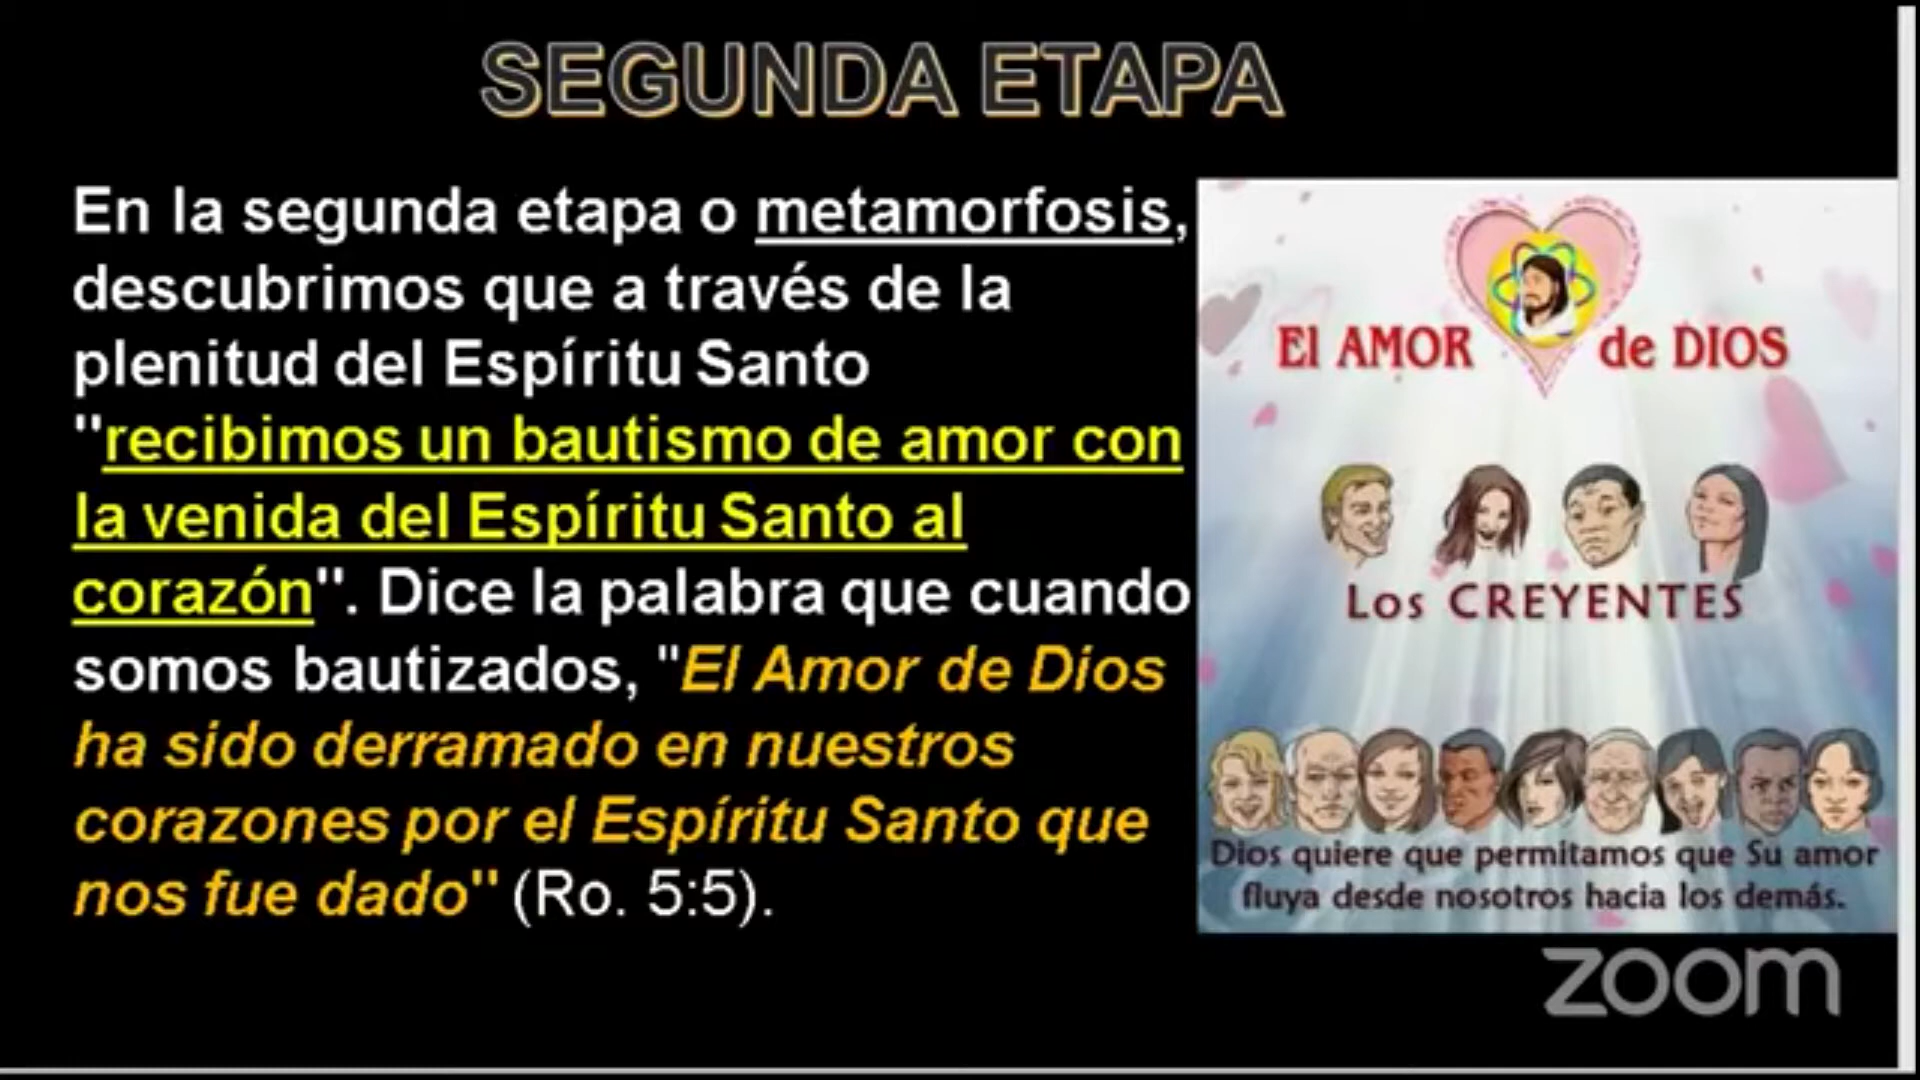 SEGUNDA ETAPA
En la segunda etapa o metamorfosis,
descubrimos que a través de la
plenitud del Espíritu Santo
"recibimos un bautismo de amor con
la venida del Espíritu Santo al
corazón". Dice la palabra que cuando
somos bautizados, "El Amor de Dios
ha sido derramado en nuestros
corazones por el Espíritu Santo que
nos fue dado" (Ro. 5:5).
El AMOR de DIOS
Los CREYENTES
Dios quiere que permitamos que Su amor
fluya desde nosotros hacia los demás.
zoom